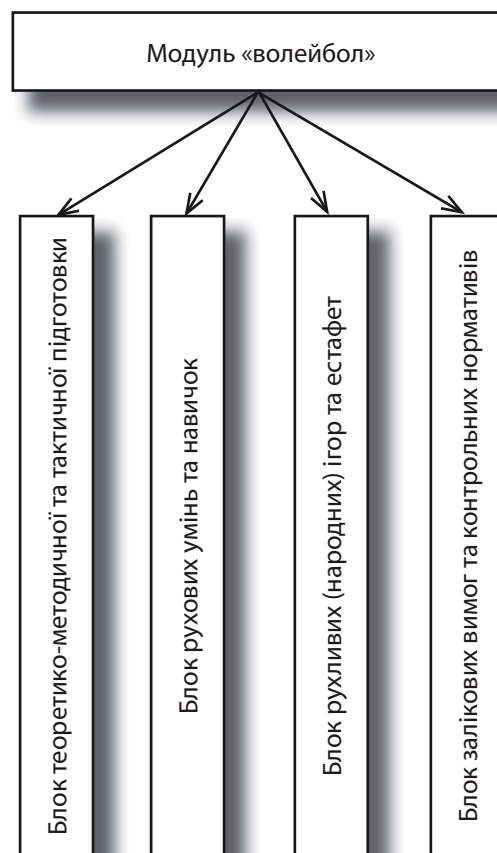 Модуль «волейбол»
Блок теоретико-методичної та тактичної підготовки
Блок рухових умінь та навичок
Блок рухливих (народних) ігор та естафет
Блок залікових вимог та контрольних нормативів